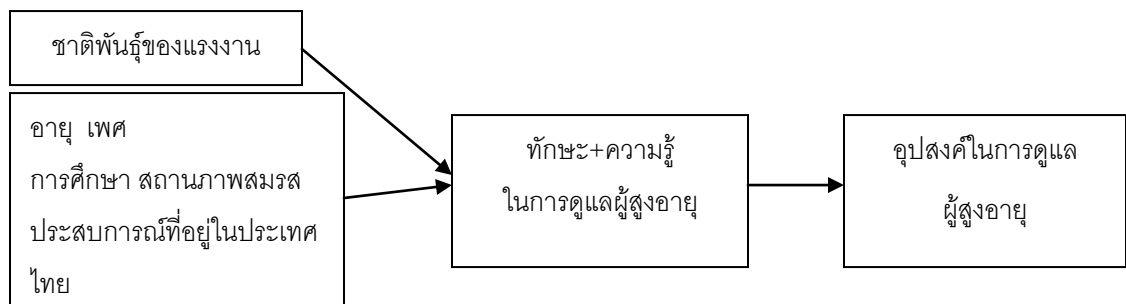 ชาติพันธุ์ของแรงงาน
อายุ เพศ
การศึกษา สถานภาพสมรส
ประสบการณ์ที่อยู่ในประเทศ
ไทย
ทักษะ+ความรู้
ในการดูแลผู้สูงอายุ
อุปสงค์ในการดูแล
ผู้สูงอายุ